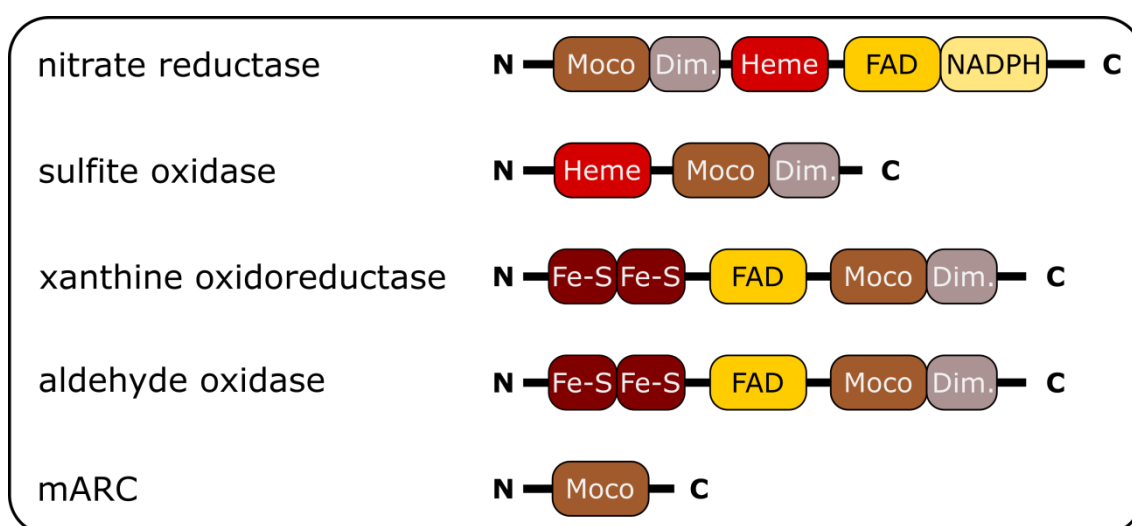 nitrate reductase N Moco Dim. Heme FAD NADPH C
sulfite oxidase N Heme Moco Dim. C
xanthine oxidoreductase N Fe-S Fe-S FAD Moco Dim. C
aldehyde oxidase N Fe-S Fe-S FAD Moco Dim. C
mARC N Moco C